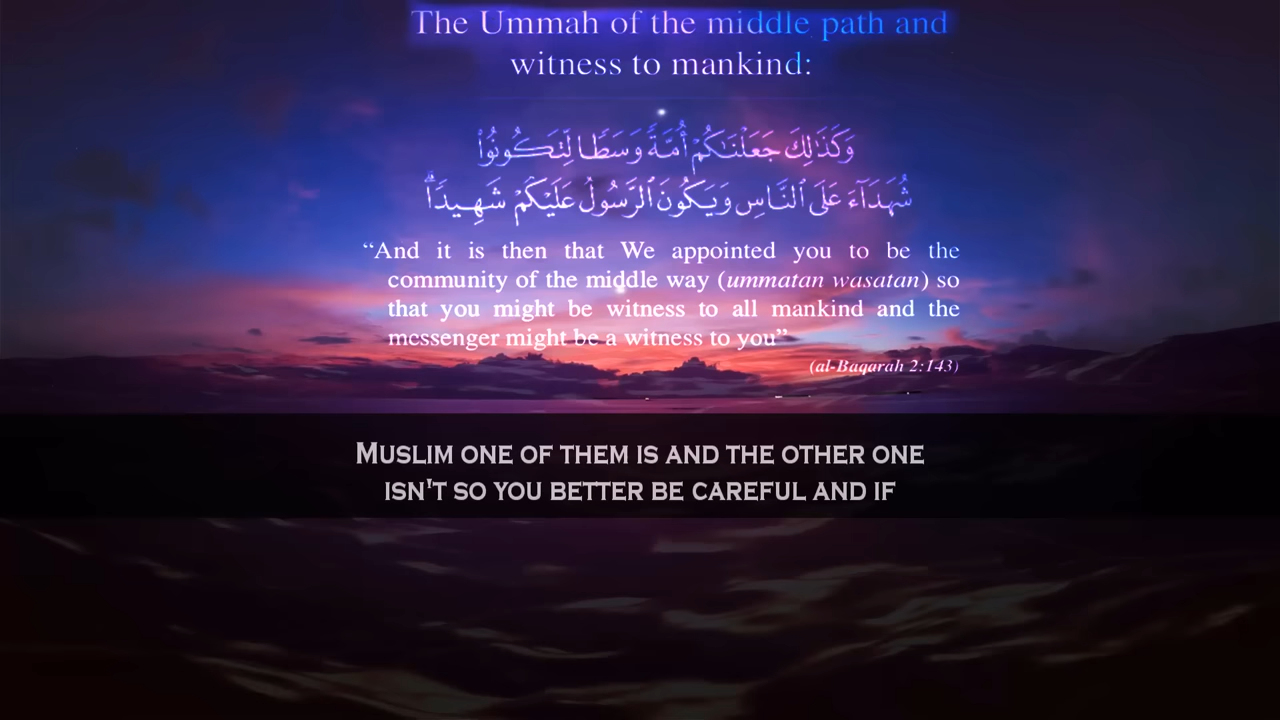 The Ummah of the middle path and
witness to mankind:
وَكَذَٰلِكَ جَعَلْنَـٰكُمْ أُمَّةً وَسَطًا لِّتَكُونُوا۟
شُهَدَآءَ عَلَى ٱلنَّاسِ وَيَكُونَ ٱلرَّسُولُ عَلَيْكُمْ شَهِيدًا ۗ
“And it is then that We appointed you to be the
community of the middle way (ummatan wasatan) so
that you might be witness to all mankind and the
mcssenger might be a witness to you”
(al-Baqarah 2:143)
Muslim one of them is and the other one
isn't so you better be careful and if